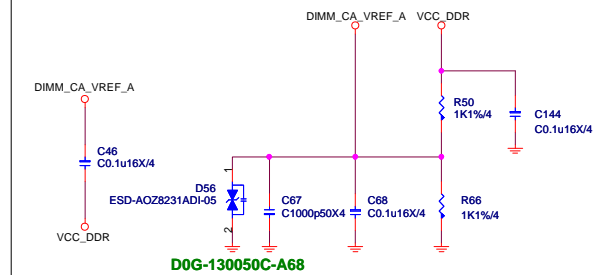 DIMM_CA_VREF_A
VCC_DDR
DIMM_CA_VREF_A
C46
C0.1u16X/4
VCC_DDR
R50
1K1%/4
C144
C0.1u16X/4
1
D56
ESD-AOZ8231ADI-05
2
C67
C1000p50X4
C68
C0.1u16X/4
R66
1K1%/4
D0G-130050C-A68